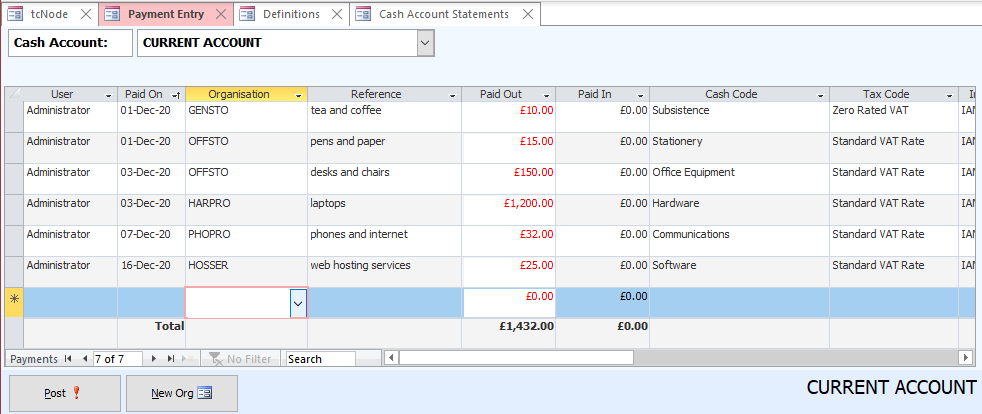 tcNode Payment Entry Definitions Cash Account Statements
Cash Account: CURRENT ACCOUNT
User Paid On Organisation Reference Paid Out Paid In Cash Code Tax Code
Administrator 01-Dec-20 GENSTO tea and coffee £10.00 £0.00 Subsistence Zero Rated VAT IAN
Administrator 01-Dec-20 OFFSTO pens and paper £15.00 £0.00 Stationery Standard VAT Rate IAN
Administrator 03-Dec-20 OFFSTO desks and chairs £150.00 £0.00 Office Equipment Standard VAT Rate IAN
Administrator 03-Dec-20 HARPRO laptops £1,200.00 £0.00 Hardware Standard VAT Rate IAN
Administrator 07-Dec-20 PHOPRO phones and internet £32.00 £0.00 Communications Standard VAT Rate IAN
Administrator 16-Dec-20 HOSSER web hosting services £25.00 £0.00 Software Standard VAT Rate IAN
£0.00 £0.00
Total £1,432.00 £0.00
Payments 7 of 7 No Filter Search
Post New Org CURRENT ACCOUNT